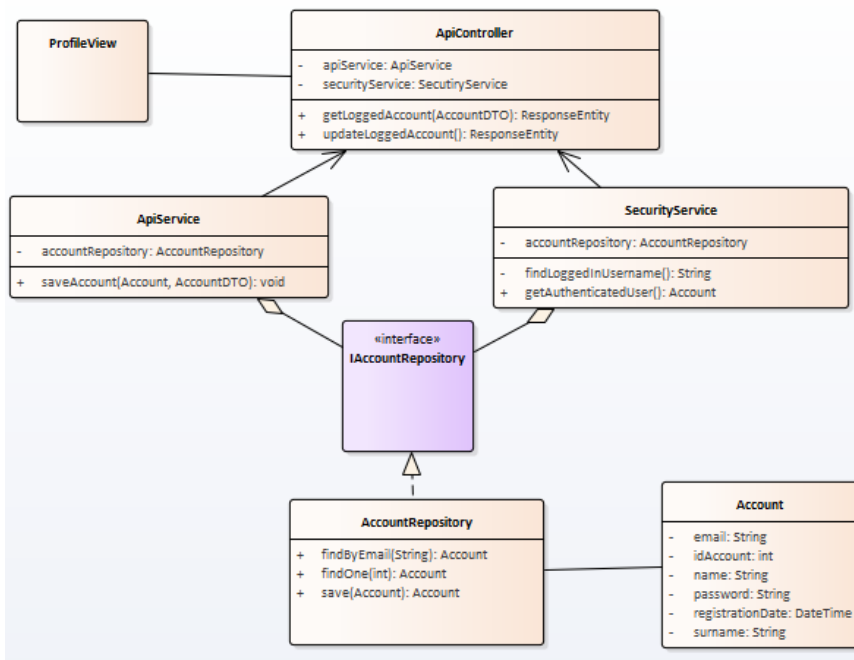 ProfileView
ApiController
- apiService: ApiService
- securityService: SecutiryService
+ getLoggedAccount(AccountDTO): ResponseEntity
+ updateLoggedAccount(): ResponseEntity
ApiService
- accountRepository: AccountRepository
+ saveAccount(Account, AccountDTO): void
SecurityService
- accountRepository: AccountRepository
- findLoggedInUsername(): String
+ getAuthenticatedUser(): Account
«interface»
IAccountRepository
AccountRepository
+ findByEmail(String): Account
+ findOne(int): Account
+ save(Account): Account
Account
- email: String
- idAccount: int
- name: String
- password: String
- registrationDate: DateTime
- surname: String